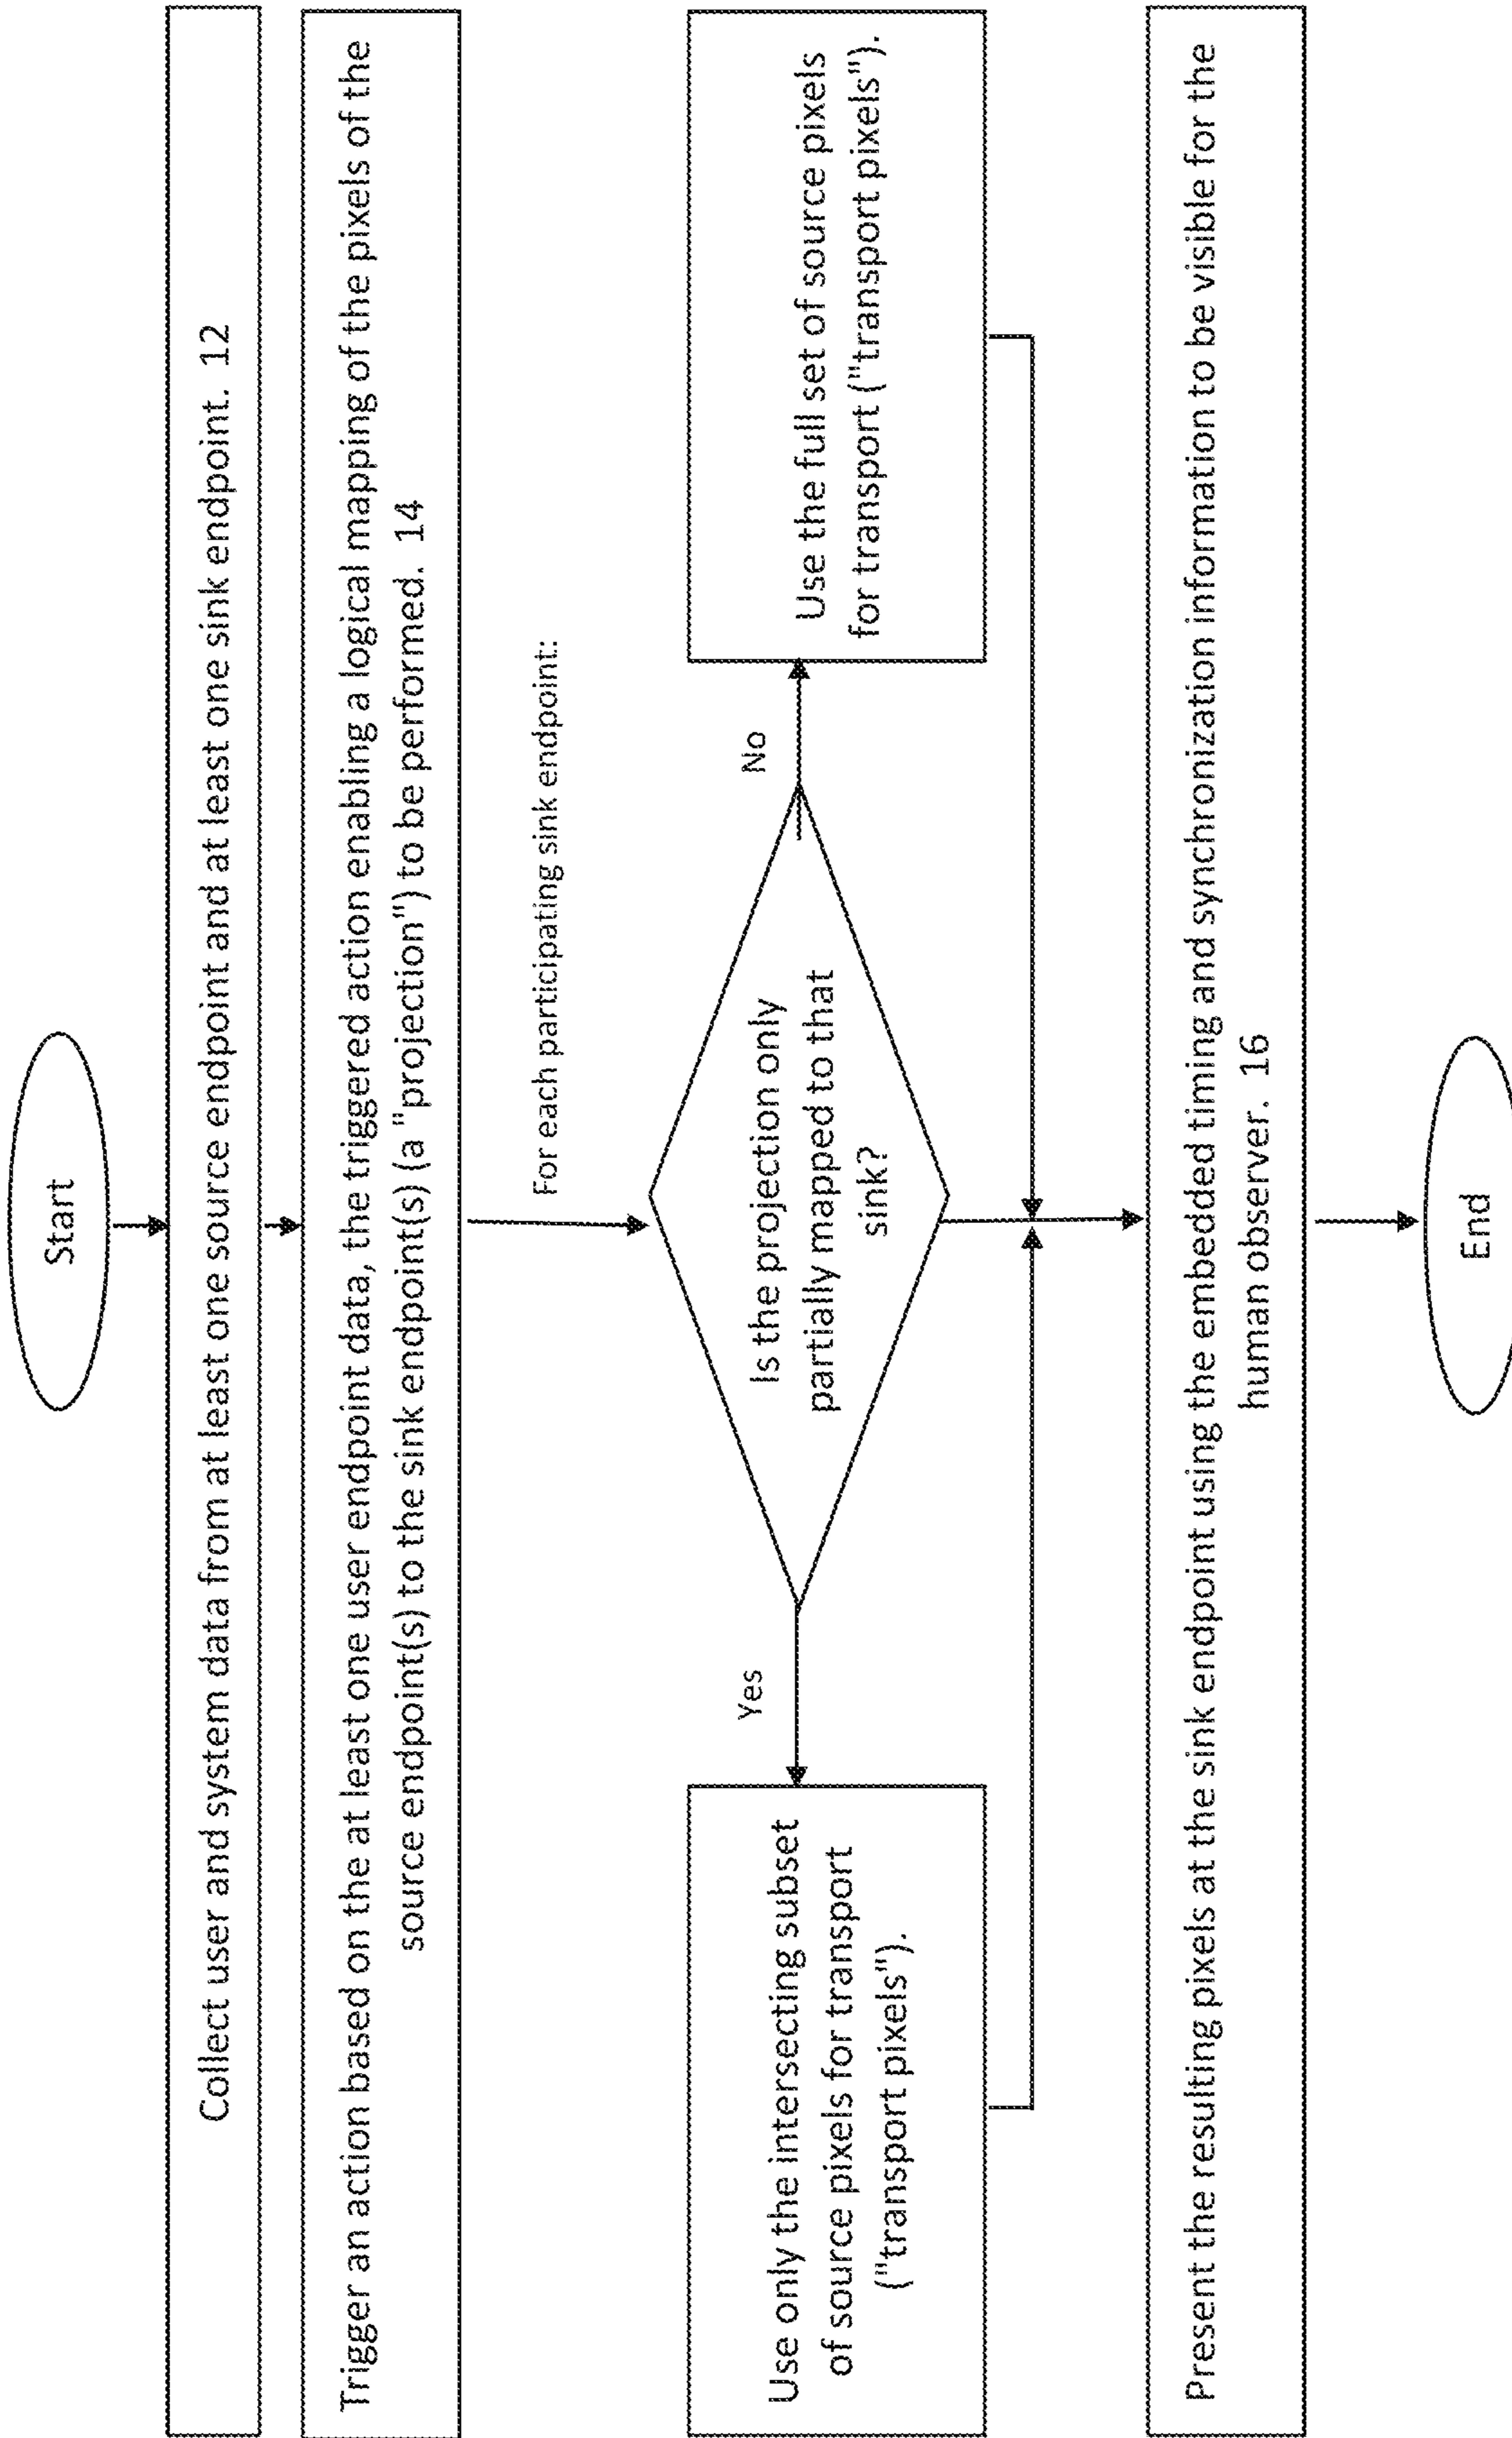 Start
Collect user and system data from at least one source endpoint and at least one sink endpoint. 12
Trigger an action based on the at least one user endpoint data, the triggered action enabling a logical mapping of the pixels of the
source endpoint(s) to the sink endpoints(s) (a "projection") to be performed. 14
For each participating sink endpoint:
Is the projection only
partially mapped to that
sink?
Yes
No
Use only the intersecting subset
of source pixels for transport
("transport pixels").
Use the full set of source pixels
for transport ("transport pixels").
Present the resulting pixels at the sink endpoint using the embedded timing and synchronization information to be visible for the
human observer. 16
End